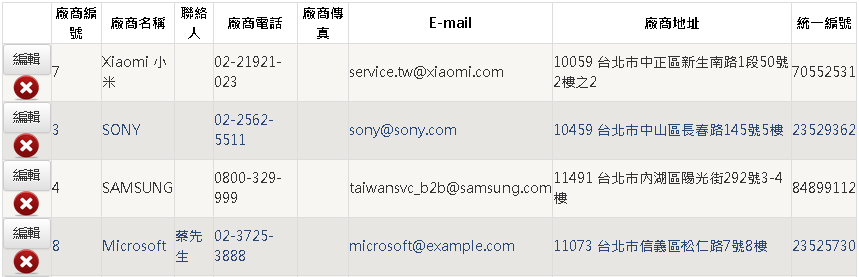 廠商編號 廠商名稱 聯絡人 廠商電話 廠商傳真 E-mail 廠商地址 統一編號
編輯 7 Xiaomi 小米 02-21921-023 service.tw@xiaomi.com 10059 台北市中正區新生南路1段50號2樓之2 70552531
編輯 3 SONY 02-2562-5511 sony@sony.com 10459 台北市中山區長春路145號5樓 23529362
編輯 4 SAMSUNG 0800-329-999 taiwansvc_b2b@samsung.com 11491 台北市內湖區陽光街292號3-4樓 84899112
編輯 8 Microsoft 蔡先生 02-3725-3888 microsoft@example.com 11073 台北市信義區松仁路7號8樓 23525730